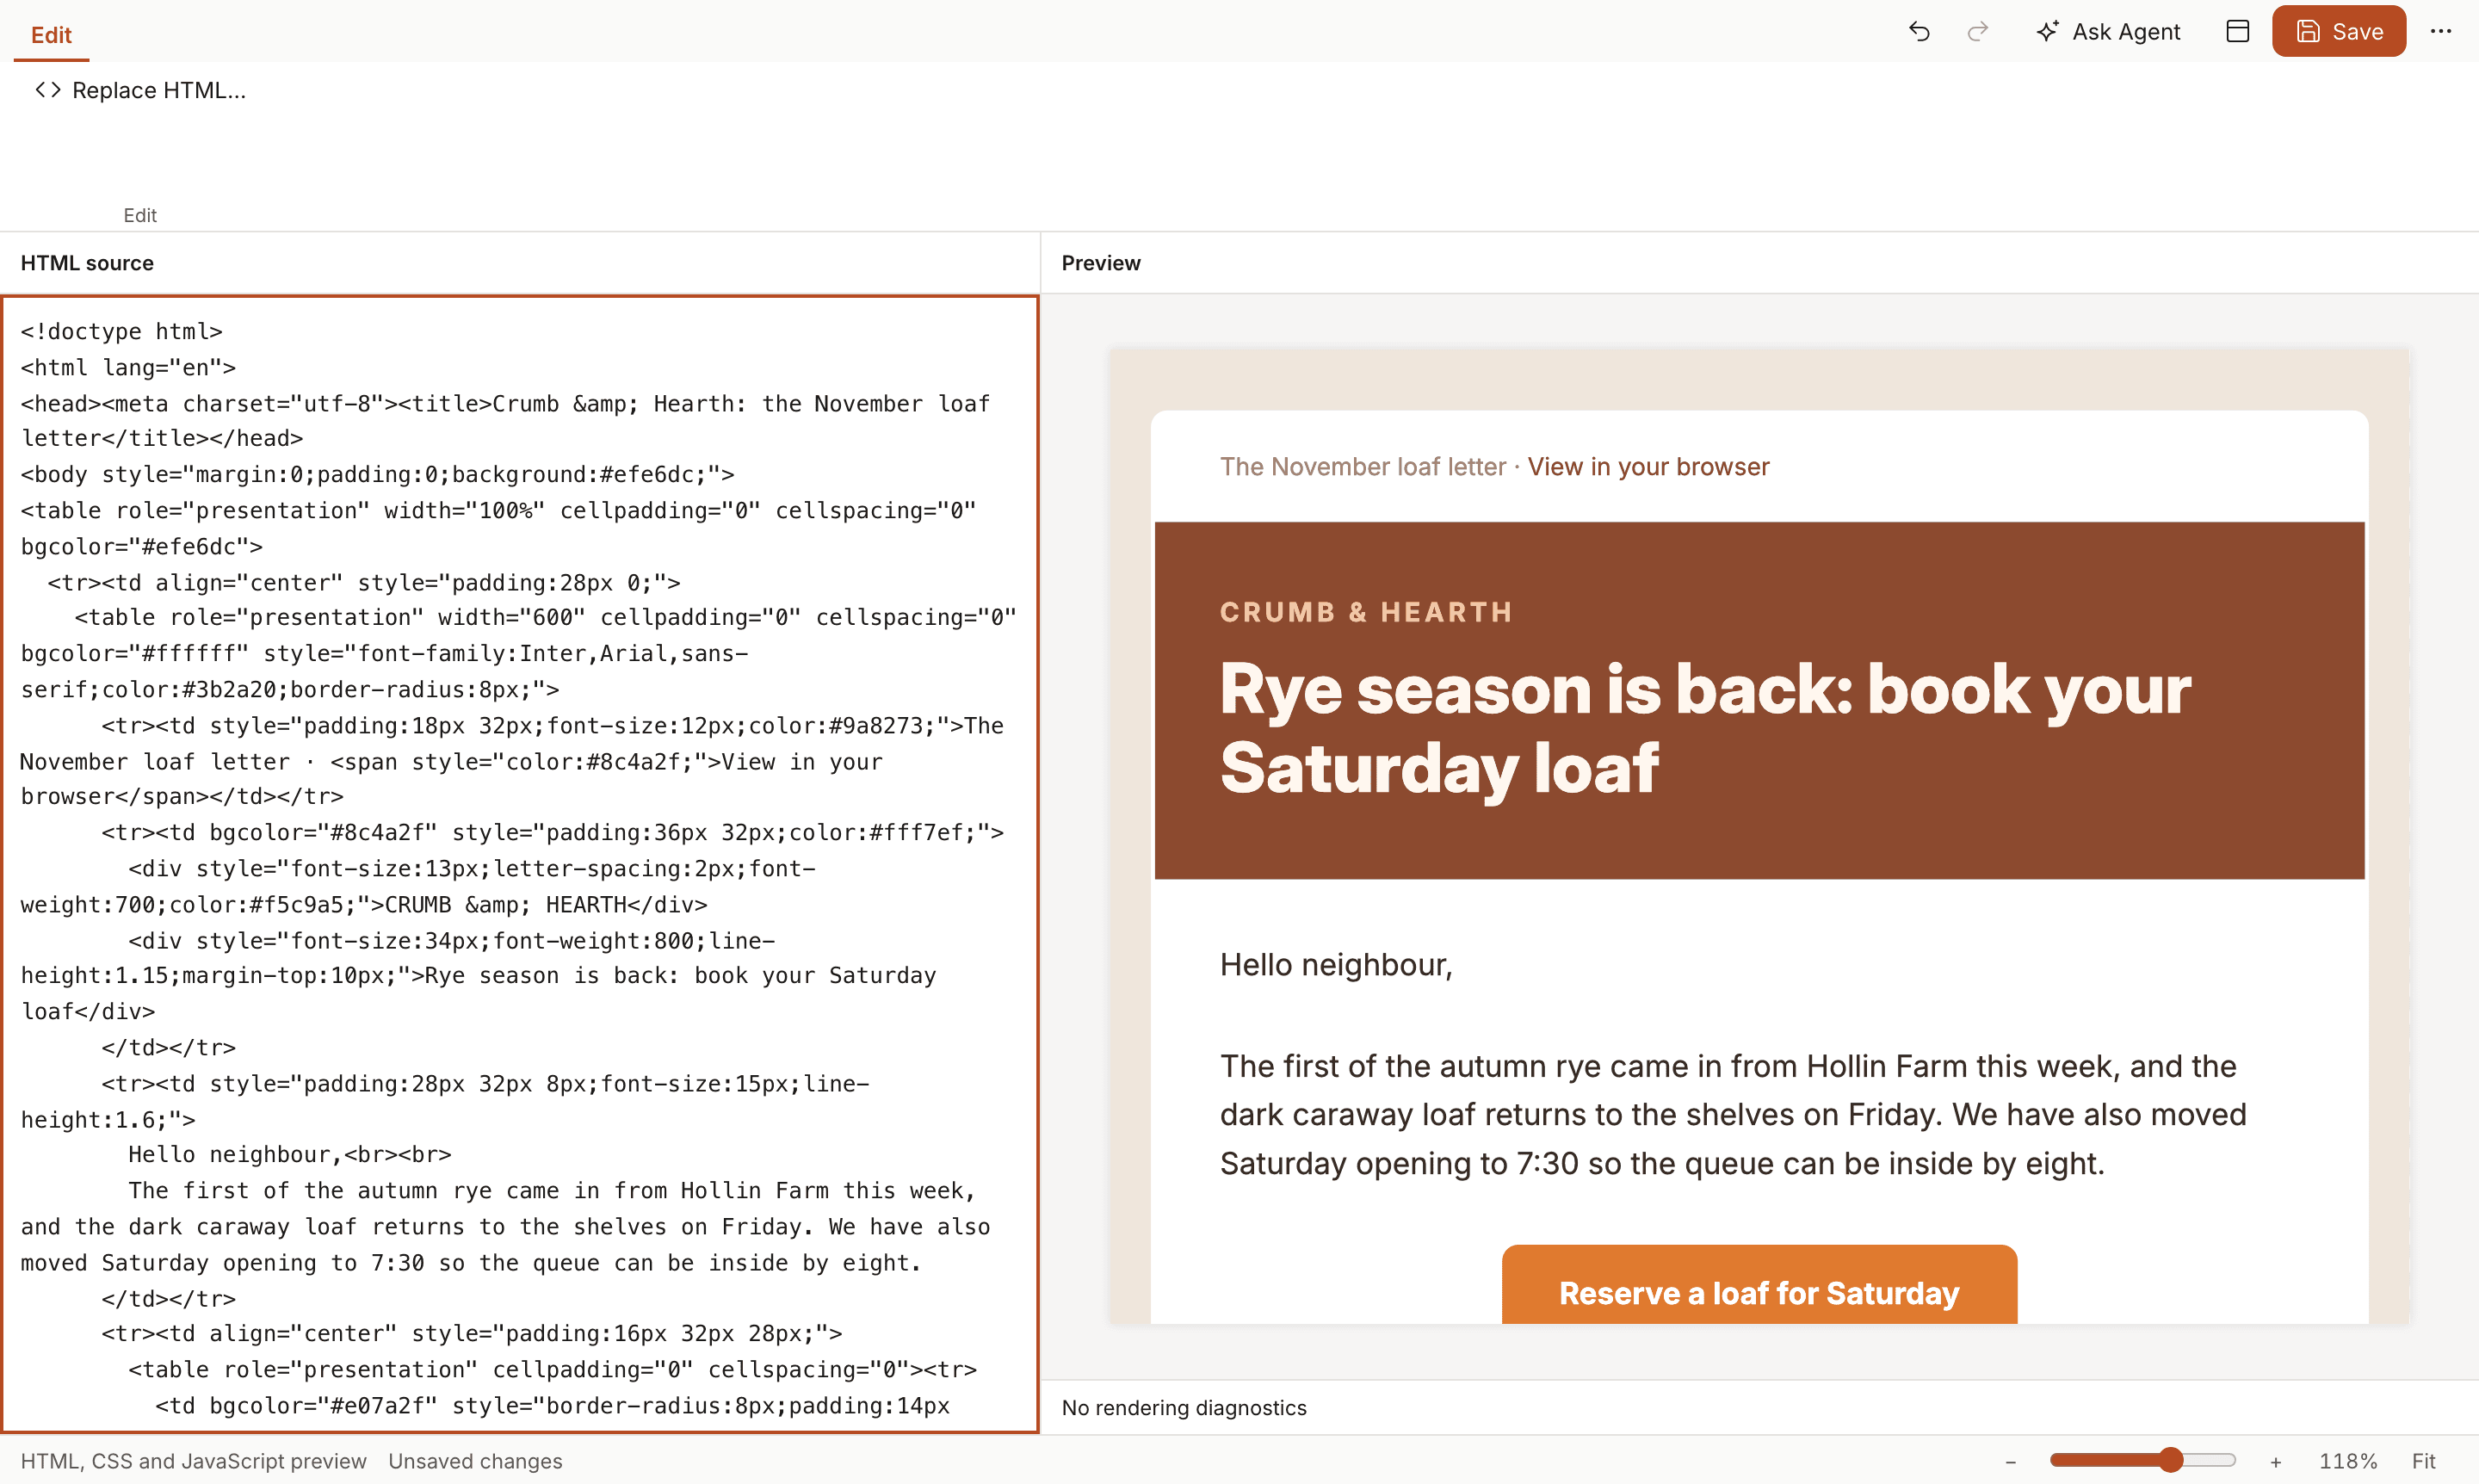 Edit
Ask Agent
Save
Replace HTML...
Edit
HTML source
Preview
<!doctype html>
<html lang="en">
<head><meta charset="utf-8"><title>Crumb &amp; Hearth: the November loaf
letter</title></head>
<body style="margin:0;padding:0;background:#efe6dc;">
<table role="presentation" width="100%" cellpadding="0" cellspacing="0"
bgcolor="#efe6dc">
<tr><td align="center" style="padding:28px 0;">
<table role="presentation" width="600" cellpadding="0" cellspacing="0"
bgcolor="#ffffff" style="font-family:Inter,Arial,sans-
serif;color:#3b2a20;border-radius:8px;">
<tr><td style="padding:18px 32px;font-size:12px;color:#9a8273;">The
November loaf letter · <span style="color:#8c4a2f;">View in your
browser</span></td></tr>
<tr><td bgcolor="#8c4a2f" style="padding:36px 32px;color:#fff7ef;">
<div style="font-size:13px;letter-spacing:2px;font-
weight:700;color:#f5c9a5;">CRUMB &amp; HEARTH</div>
<div style="font-size:34px;font-weight:800;line-
height:1.15;margin-top:10px;">Rye season is back: book your Saturday
loaf</div>
</td></tr>
<tr><td style="padding:28px 32px 8px;font-size:15px;line-
height:1.6;">
Hello neighbour,<br><br>
The first of the autumn rye came in from Hollin Farm this week,
and the dark caraway loaf returns to the shelves on Friday. We have also
moved Saturday opening to 7:30 so the queue can be inside by eight.
</td></tr>
<tr><td align="center" style="padding:16px 32px 28px;">
<table role="presentation" cellpadding="0" cellspacing="0"><tr>
<td bgcolor="#e07a2f" style="border-radius:8px;padding:14px
The November loaf letter · View in your browser
CRUMB & HEARTH
Rye season is back: book your
Saturday loaf
Hello neighbour,
The first of the autumn rye came in from Hollin Farm this week, and the
dark caraway loaf returns to the shelves on Friday. We have also moved
Saturday opening to 7:30 so the queue can be inside by eight.
Reserve a loaf for Saturday
No rendering diagnostics
HTML, CSS and JavaScript preview Unsaved changes
− + 118% Fit